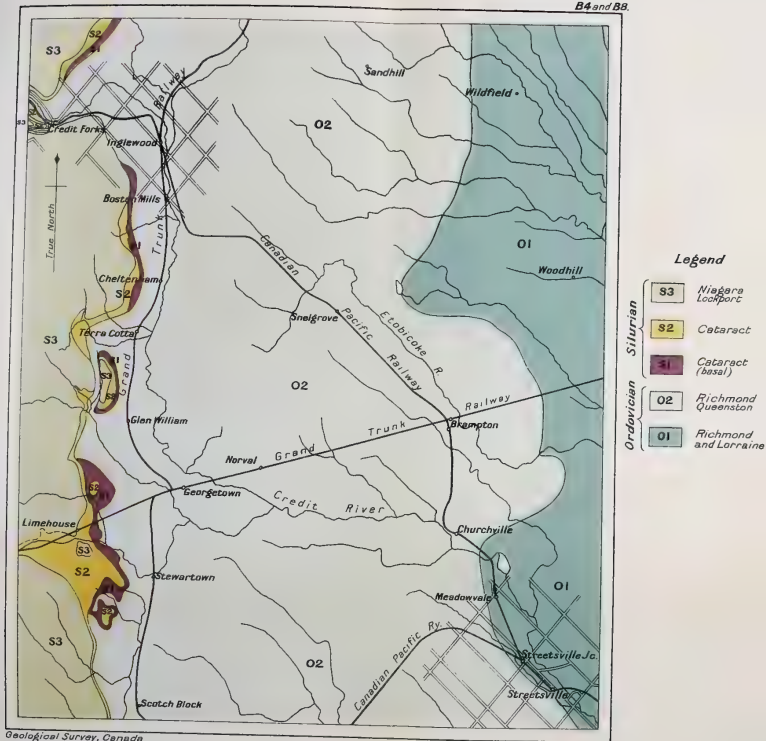 B4 and B8.
S3
S2
S1
Sandhill
Wildfield
O2
Railway
S3
Credit Forks
Inglewood
True North
Boston Mills
Trunk
S1
O1
Woodhill
Canadian
Cheltenham
S2
Pacific
Etobicoke R.
Snelgrove
Railway
S3
Terra Cotta
S1
S3
S2
Grand
O2
Glen William
Railway
Trunk
Grand
Brampton
Norval
S2
S1
Georgetown
Credit River
Limehouse
Churchville
S3
S2
Stewartown
S1
S2
O1
Meadowvale
S3
O2
Canadian Pacific Ry.
Streetsville Jc.
Streetsville
Scotch Block
Legend
Silurian
S3 Niagara
Lockport
S2 Cataract
S1 Cataract
(basal)
Ordovician
O2 Richmond
Queenston
O1 Richmond
and Lorraine
Geological Survey, Canada